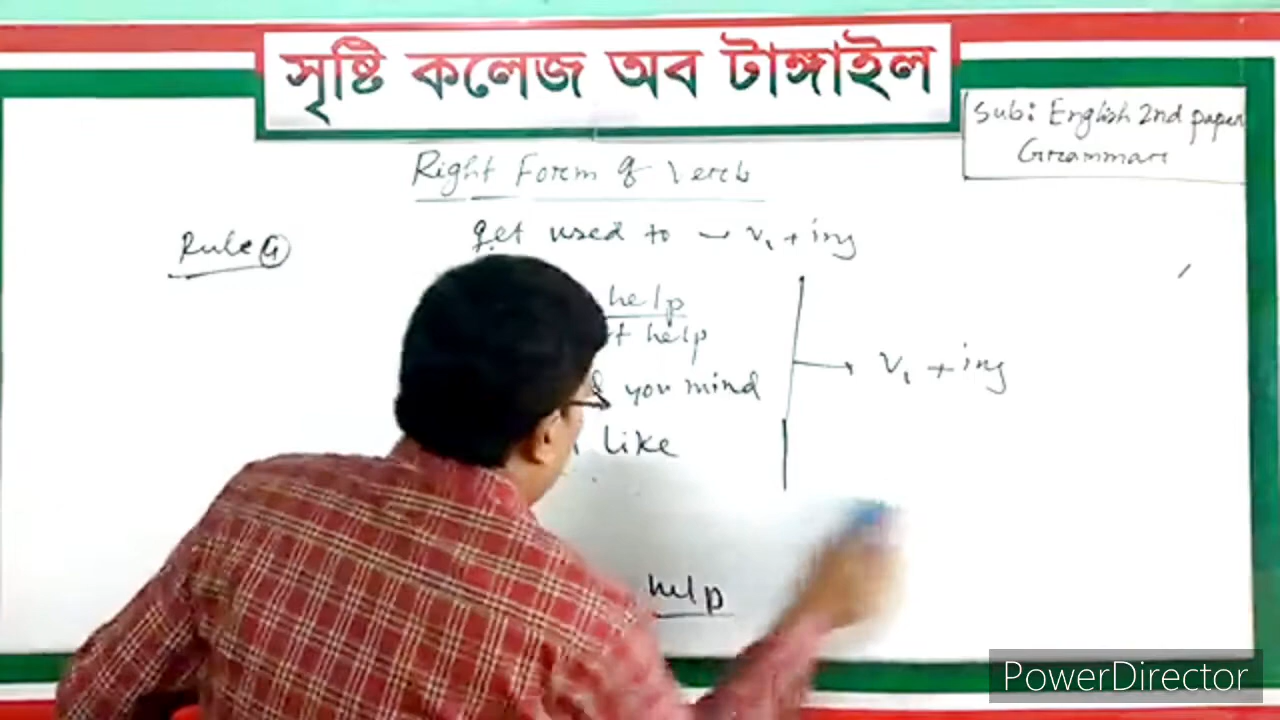 সৃষ্টি কলেজ অব টাঙ্গাইল
Sub: English 2nd paper
Grammar
Right Form of Verb
Rule 4
get used to → V₁ + ing
help
help
you mind
→ V₁ + ing
like
help
PowerDirector